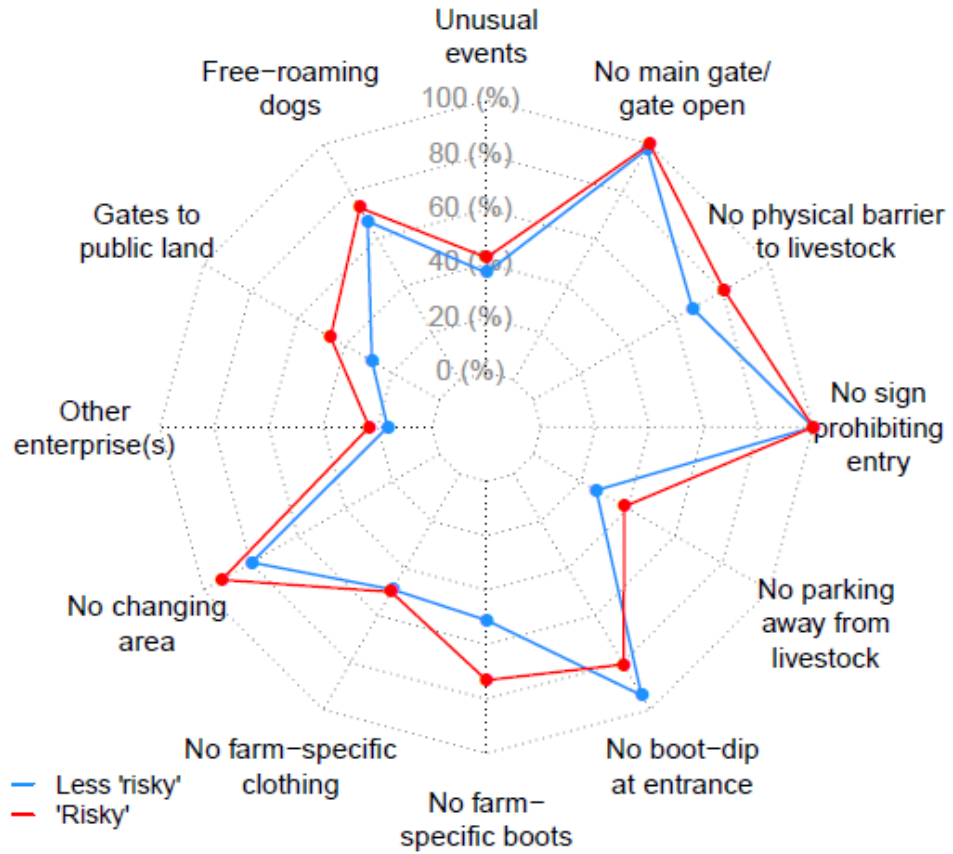 Unusual
events
Free−roaming
dogs
No main gate/
gate open
100 (%)
80 (%)
60 (%)
40 (%)
20 (%)
0 (%)
Gates to
public land
No physical barrier
to livestock
Other
enterprise(s)
No sign
prohibiting
entry
No changing
area
No parking
away from
livestock
No farm−specific
clothing
No boot−dip
at entrance
No farm−
specific boots
Less 'risky'
'Risky'